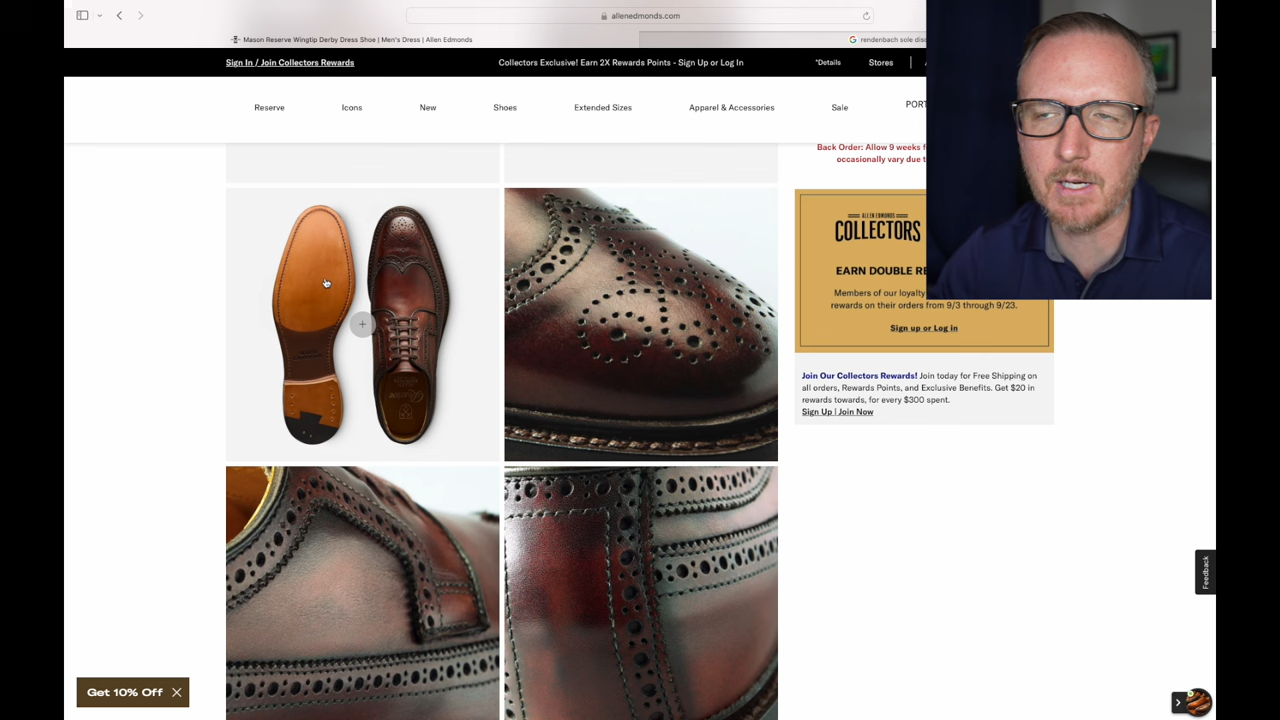 allenedmonds.com
Mason Reserve Wingtip Derby Dress Shoe | Men's Dress | Allen Edmonds
rendenbach sole disc
Sign In / Join Collectors Rewards
Collectors Exclusive! Earn 2X Rewards Points - Sign Up or Log In
*Details
Stores
Reserve
Icons
New
Shoes
Extended Sizes
Apparel & Accessories
Sale
PORT
Back Order: Allow 9 weeks f
occasionally vary due t
ALLEN EDMONDS
COLLECTORS
EARN DOUBLE RE
Members of our loyalty
rewards on their orders from 9/3 through 9/23.
Sign up or Log in
Join Our Collectors Rewards! Join today for Free Shipping on
all orders, Rewards Points, and Exclusive Benefits. Get $20 in
rewards towards, for every $300 spent.
Sign Up | Join Now
Feedback
Get 10% Off